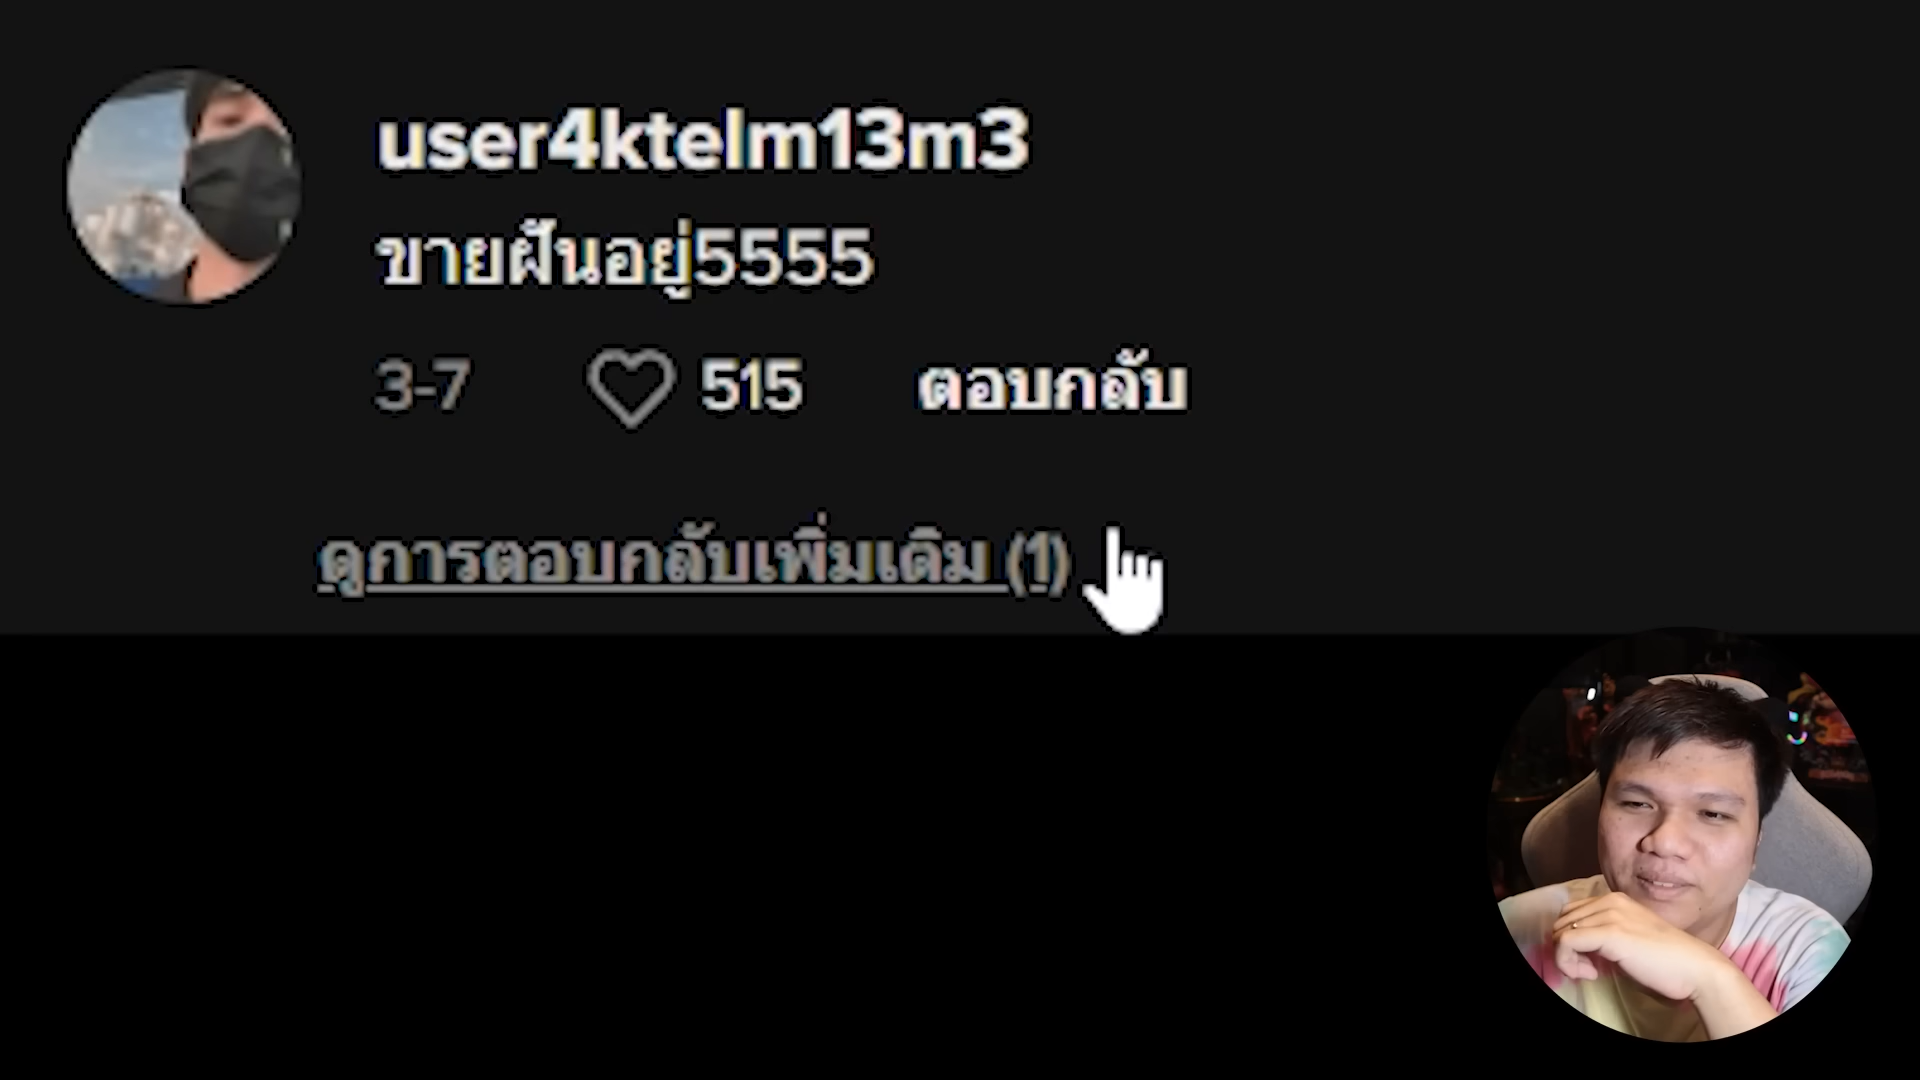 user4ktelm13m3
ขายฝันอยู่5555
3-7 515 ตอบกลับ
ดูการตอบกลับเพิ่มเติม (1)